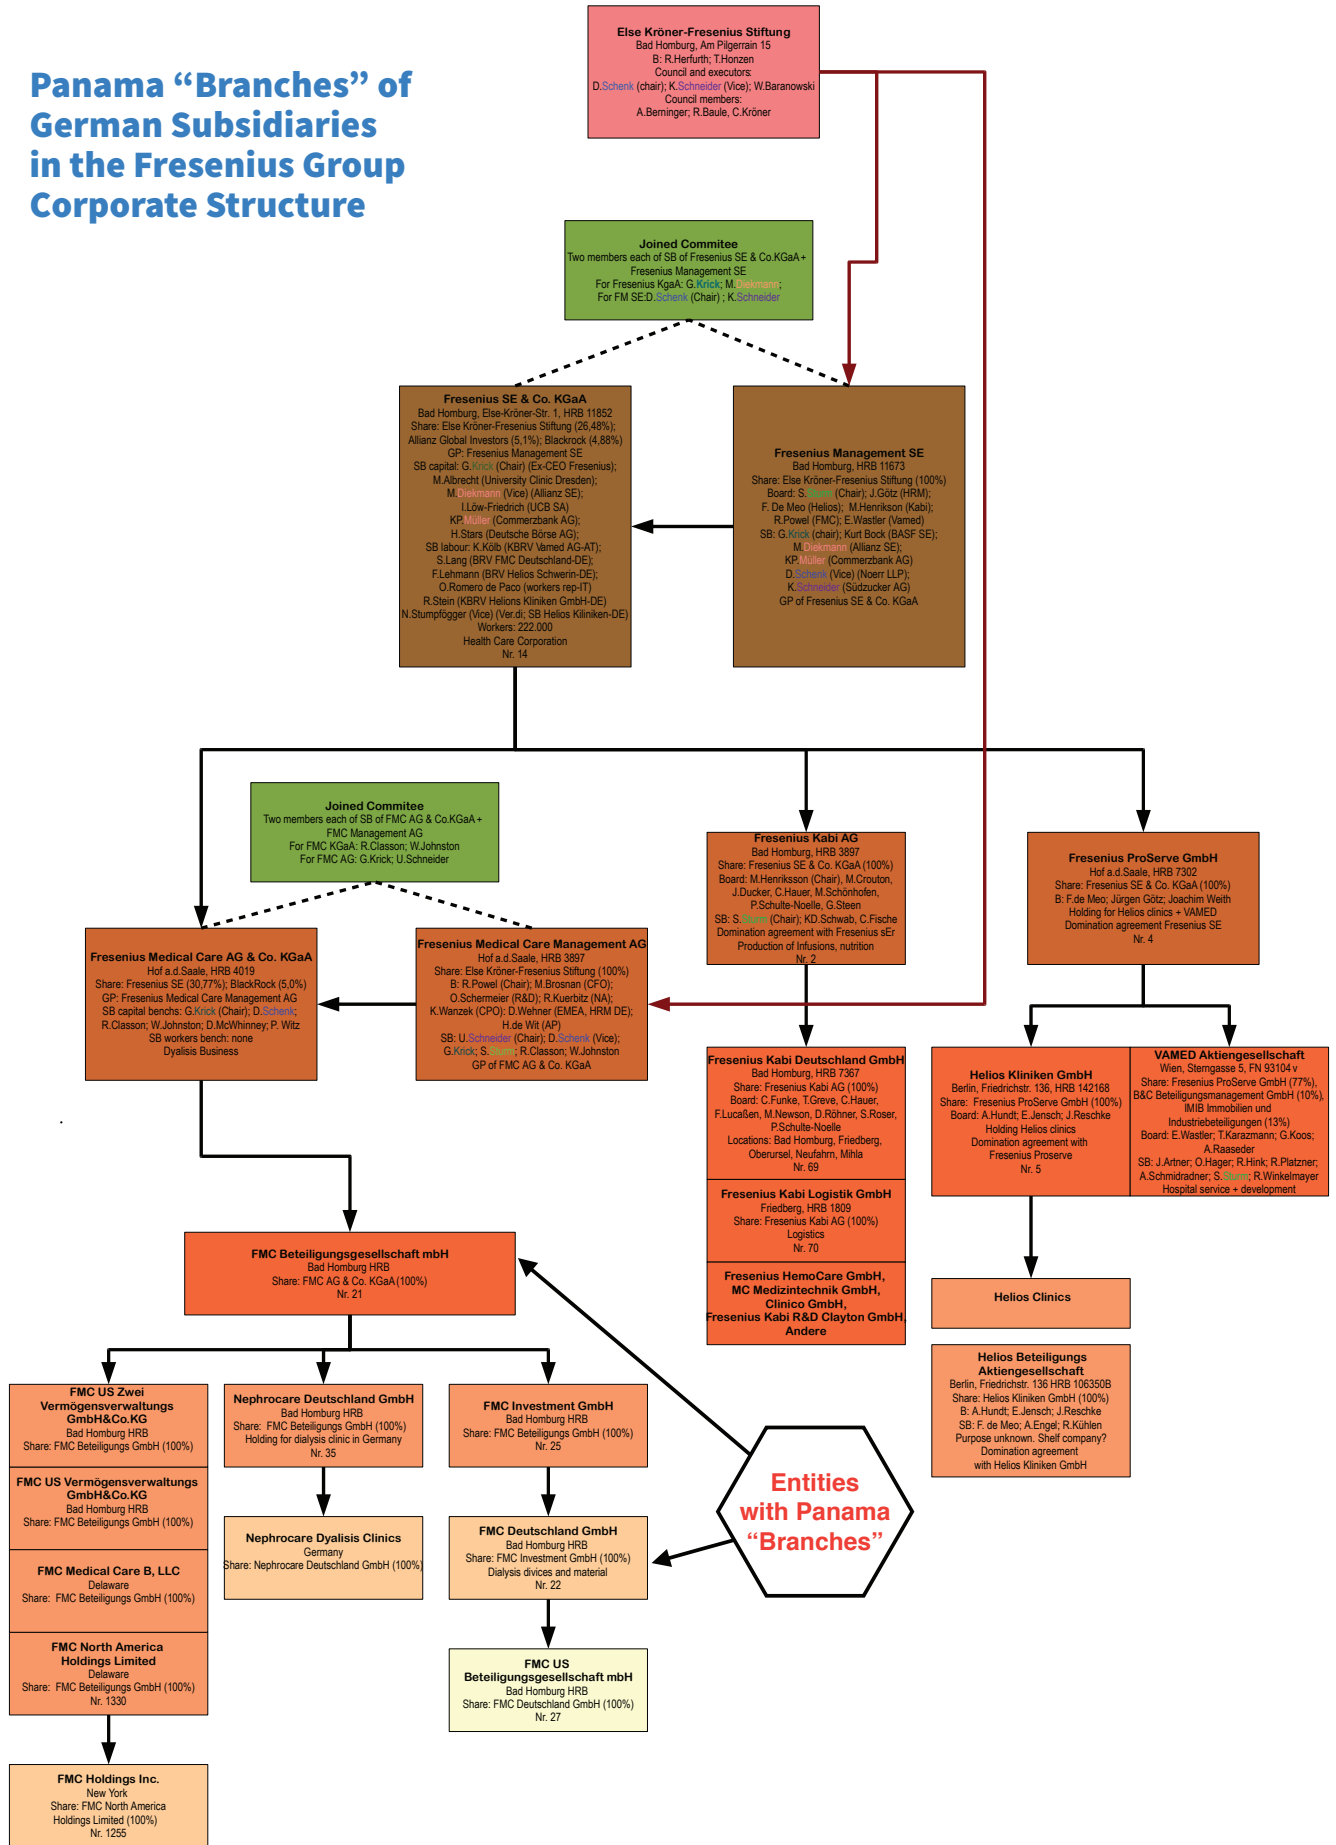 Panama “Branches” of
German Subsidiaries
in the Fresenius Group
Corporate Structure
Else Kröner-Fresenius Stiftung
Bad Homburg, Am Pilgerrain 15
B: R.Herfurth; T.Honzen
Council and executors:
D.Schenk (chair); K.Schneider (Vice); W.Baranowski
Council members:
A.Berninger; R.Baule, C.Kröner
Joined Commitee
Two members each of SB of Fresenius SE & Co.KGaA+
Fresenius Management SE
For Fresenius KgaA: G.Krick; M.Diekmann;
For FM SE:D.Schenk (Chair) ; K.Schneider
Fresenius SE & Co. KGaA
Bad Homburg, Else-Kröner-Str. 1, HRB 11852
Share: Else Kröner-Fresenius Stiftung (26,48%);
Allianz Global Investors (5,1%); Blackrock (4,88%)
GP: Fresenius Management SE
SB capital: G.Krick (Chair) (Ex-CEO Fresenius);
M.Albrecht (University Clinic Dresden);
M.Diekmann (Vice) (Allianz SE);
I.Löw-Friedrich (UCB SA)
KP.Müller (Commerzbank AG);
H.Stars (Deutsche Börse AG);
SB labour: K.Kölb (KBRV Vamed AG-AT);
S.Lang (BRV FMC Deutschland-DE);
F.Lehmann (BRV Helios Schwerin-DE);
O.Romero de Paco (workers rep-IT)
R.Stein (KBRV Helions Kliniken GmbH-DE)
N.Stumpfögger (Vice) (Ver.di; SB Helios Kiliniken-DE)
Workers: 222.000
Health Care Corporation
Nr. 14
Fresenius Management SE
Bad Homburg, HRB 11673
Share: Else Kröner-Fresenius Stiftung (100%)
Board: S.Sturm (Chair); J.Götz (HRM);
F. De Meo (Helios); M.Henrikson (Kabi);
R.Powel (FMC); E.Wastler (Vamed)
SB: G.Krick (chair); Kurt Bock (BASF SE);
M.Diekmann (Allianz SE);
KP.Müller (Commerzbank AG)
D.Schenk (Vice) (Noerr LLP);
K.Schneider (Südzucker AG)
GP of Fresenius SE & Co. KGaA
Joined Commitee
Two members each of SB of FMC AG & Co.KGaA +
FMC Management AG
For FMC KGaA: R.Classon; W.Johnston
For FMC AG: G.Krick; U.Schneider
Fresenius Kabi AG
Bad Homburg, HRB 3897
Share: Fresenius SE & Co. KGaA (100%)
Board: M.Henriksson (Chair), M.Crouton,
J.Ducker, C.Hauer, M.Schönhofen,
P.Schulte-Noelle, G.Steen
SB: S.Sturm (Chair); KD.Schwab, C.Fische
Domination agreement with Fresenius sEr
Production of Infusions, nutrition
Nr. 2
Fresenius ProServe GmbH
Hof a.d.Saale, HRB 7302
Share: Fresenius SE & Co. KGaA (100%)
B: F.de Meo; Jürgen Götz; Joachim Weith
Holding for Helios clinics + VAMED
Domination agreement Fresenius SE
Nr. 4
Fresenius Medical Care AG & Co. KGaA
Hof a.d.Saale, HRB 4019
Share: Fresenius SE (30,77%); BlackRock (5,0%)
GP: Fresenius Medical Care Management AG
SB capital benchs: G.Krick (Chair); D.Schenk;
R.Classon; W.Johnston; D.McWhinney; P. Witz
SB workers bench: none
Dyalisis Business
Fresenius Medical Care Management AG
Hof a.d.Saale, HRB 3897
Share: Else Kröner-Fresenius Stiftung (100%)
B: R.Powel (Chair); M.Brosnan (CFO);
O.Schermeier (R&D); R.Kuerbitz (NA);
K.Wanzek (CPO): D.Wehner (EMEA, HRM DE);
H.de Wit (AP)
SB: U.Schneider (Chair); D.Schenk (Vice);
G.Krick; S.Sturm; R.Classon; W.Johnston
GP of FMC AG & Co. KGaA
Fresenius Kabi Deutschland GmbH
Bad Homburg, HRB 7367
Share: Fresenius Kabi AG (100%)
Board: C.Funke, T.Greve, C.Hauer,
F.Lucaßen, M.Newson, D.Röhner, S.Roser,
P.Schulte-Noelle
Locations: Bad Homburg, Friedberg,
Oberursel, Neufahrn, Mihla
Nr. 69
Fresenius Kabi Logistik GmbH
Friedberg, HRB 1809
Share: Fresenius Kabi AG (100%)
Logistics
Nr. 70
Fresenius HemoCare GmbH,
MC Medizintechnik GmbH,
Clinico GmbH,
Fresenius Kabi R&D Clayton GmbH,
Andere
Helios Kliniken GmbH
Berlin, Friedrichstr. 136, HRB 142168
Share: Fresenius ProServe GmbH (100%)
Board: A.Hundt; E.Jensch; J.Reschke
Holding Helios clinics
Domination agreement with
Fresenius Proserve
Nr. 5
VAMED Aktiengesellschaft
Wien, Sterngasse 5, FN 93104 v
Share: Fresenius ProServe GmbH (77%),
B&C Beteiligungsmanagement GmbH (10%),
IMIB Immobilien und
Industriebeteiligungen (13%)
Board: E.Wastler; T.Karazmann; G.Koos;
A.Raaseder
SB: J.Artner; O.Hager; R.Hink; R.Platzner;
A.Schmidradner; S.Sturm; R.Winkelmayer
Hospital service + development
Helios Clinics
Helios Beteiligungs
Aktiengesellschaft
Berlin, Friedrichstr. 136 HRB 106350B
Share: Helios Kliniken GmbH (100%)
B: A.Hundt; E.Jensch; J.Reschke
SB: F. de Meo; A.Engel; R.Kühlen
Purpose unknown. Shelf company?
Domination agreement
with Helios Kliniken GmbH
FMC Beteiligungsgesellschaft mbH
Bad Homburg HRB
Share: FMC AG & Co. KGaA (100%)
Nr. 21
FMC US Zwei
Vermögensverwaltungs
GmbH&Co.KG
Bad Homburg HRB
Share: FMC Beteiligungs GmbH (100%)
FMC US Vermögensverwaltungs
GmbH&Co.KG
Bad Homburg HRB
Share: FMC Beteiligungs GmbH (100%)
FMC Medical Care B, LLC
Delaware
Share: FMC Beteiligungs GmbH (100%)
FMC North America
Holdings Limited
Delaware
Share: FMC Beteiligungs GmbH (100%)
Nr. 1330
FMC Holdings Inc.
New York
Share: FMC North America
Holdings Limited (100%)
Nr. 1255
Nephrocare Deutschland GmbH
Bad Homburg HRB
Share: FMC Beteiligungs GmbH (100%)
Holding for dialysis clinic in Germany
Nr. 35
Nephrocare Dyalisis Clinics
Germany
Share: Nephrocare Deutschland GmbH (100%)
FMC Investment GmbH
Bad Homburg HRB
Share: FMC Beteiligungs GmbH (100%)
Nr. 25
FMC Deutschland GmbH
Bad Homburg HRB
Share: FMC Investment GmbH (100%)
Dialysis divices and material
Nr. 22
FMC US
Beteiligungsgesellschaft mbH
Bad Homburg HRB
Share: FMC Deutschland GmbH (100%)
Nr. 27
Entities
with Panama
“Branches”